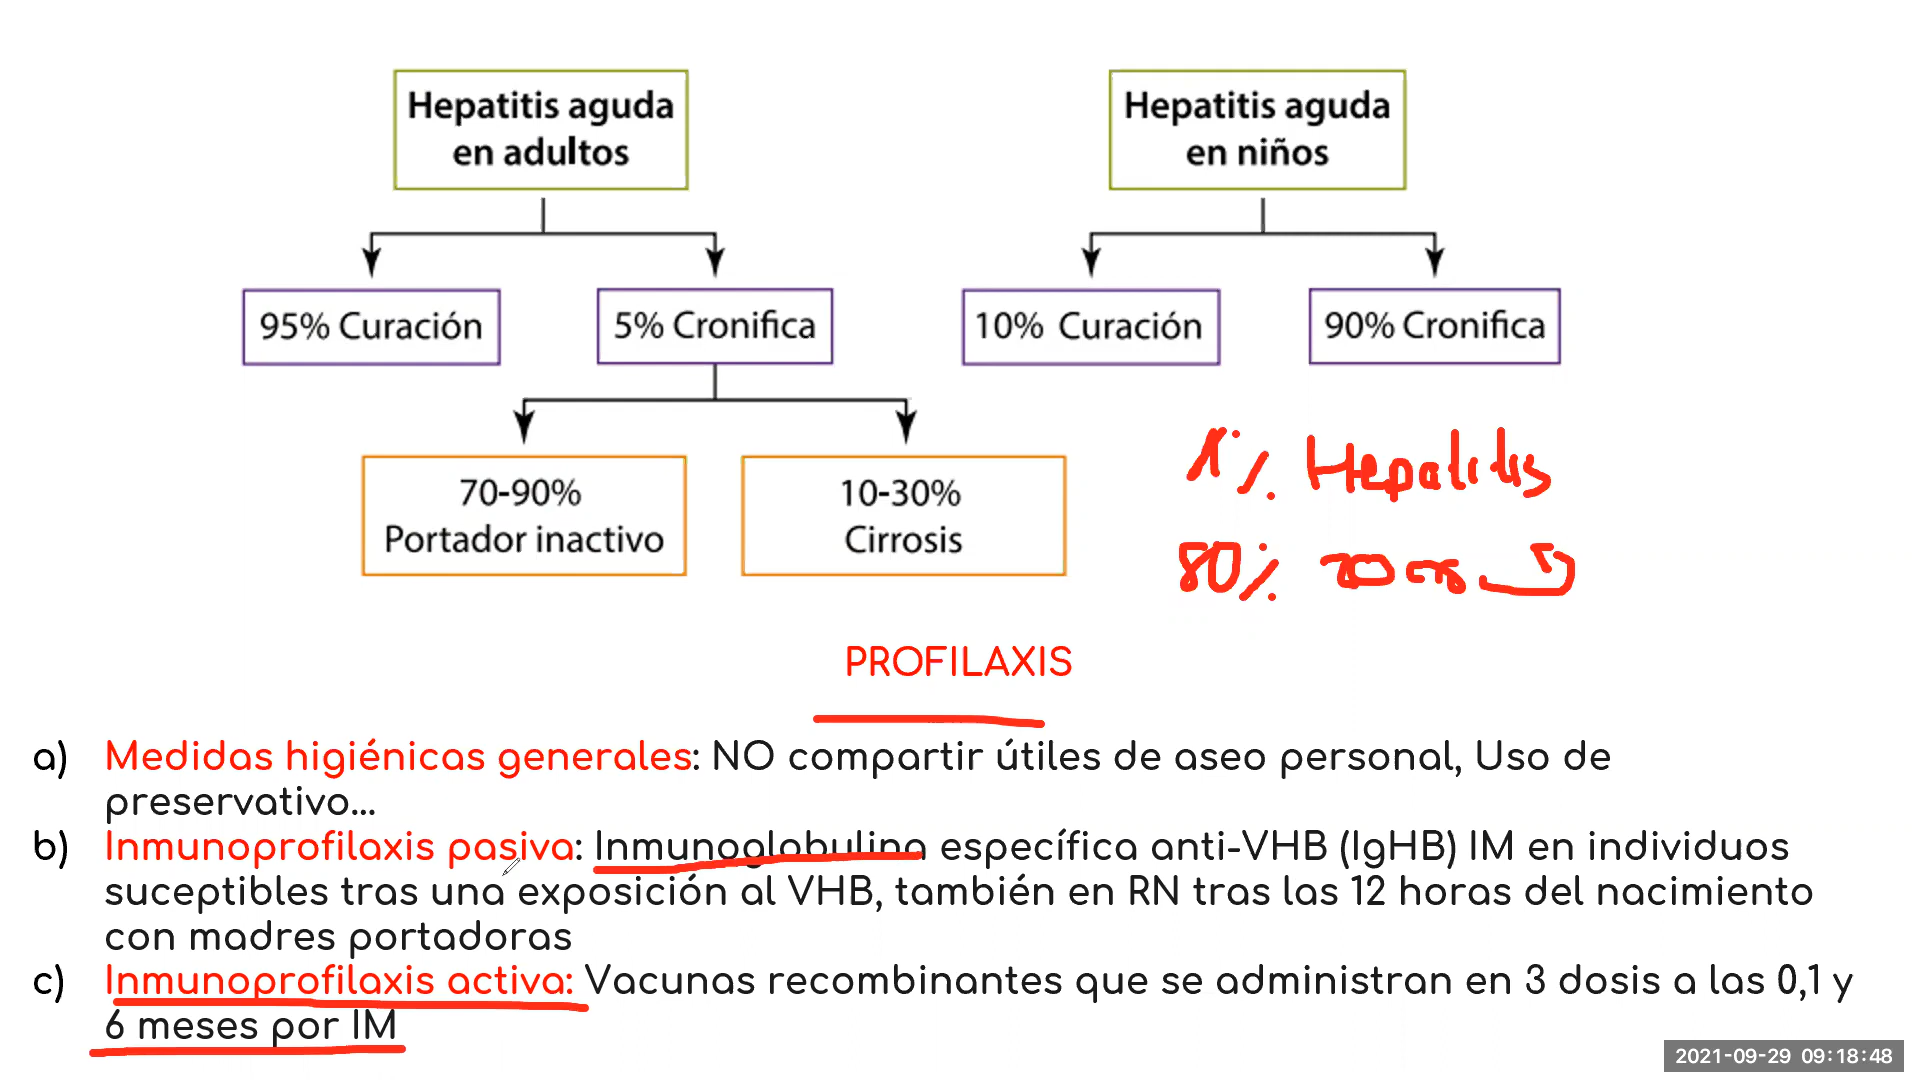 Hepatitis aguda
en adultos
Hepatitis aguda
en niños
95% Curación
5% Cronifica
10% Curación
90% Cronifica
70-90%
Portador inactivo
10-30%
Cirrosis
1% Hepatitis
80%
PROFILAXIS
a) Medidas higiénicas generales: NO compartir útiles de aseo personal, Uso de
preservativo...
b) Inmunoprofilaxis pasiva: Inmunoglobulina específica anti-VHB (IgHB) IM en individuos
suceptibles tras una exposición al VHB, también en RN tras las 12 horas del nacimiento
con madres portadoras
c) Inmunoprofilaxis activa: Vacunas recombinantes que se administran en 3 dosis a las 0,1 y
6 meses por IM
2021-09-29 09:18:48